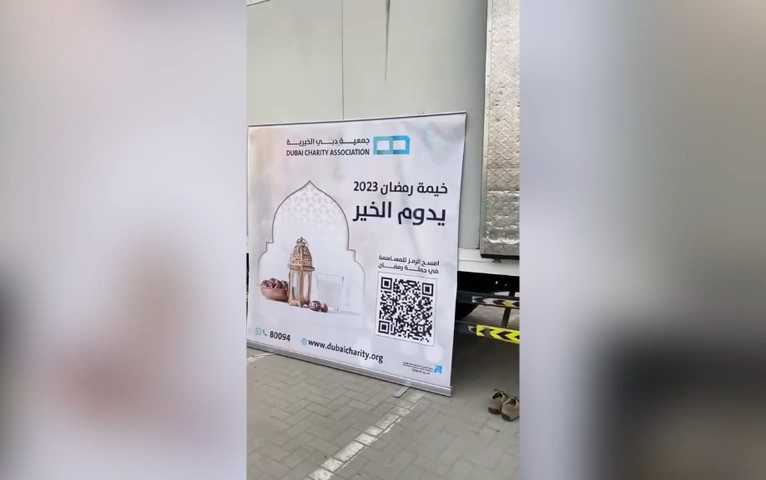 جمعية دبي الخيرية
DUBAI CHARITY ASSOCIATION
خيمة رمضان 2023
يدوم الخير
امسح الرمز للمساهمة
في حملة رمضان
80094
www.dubaicharity.org